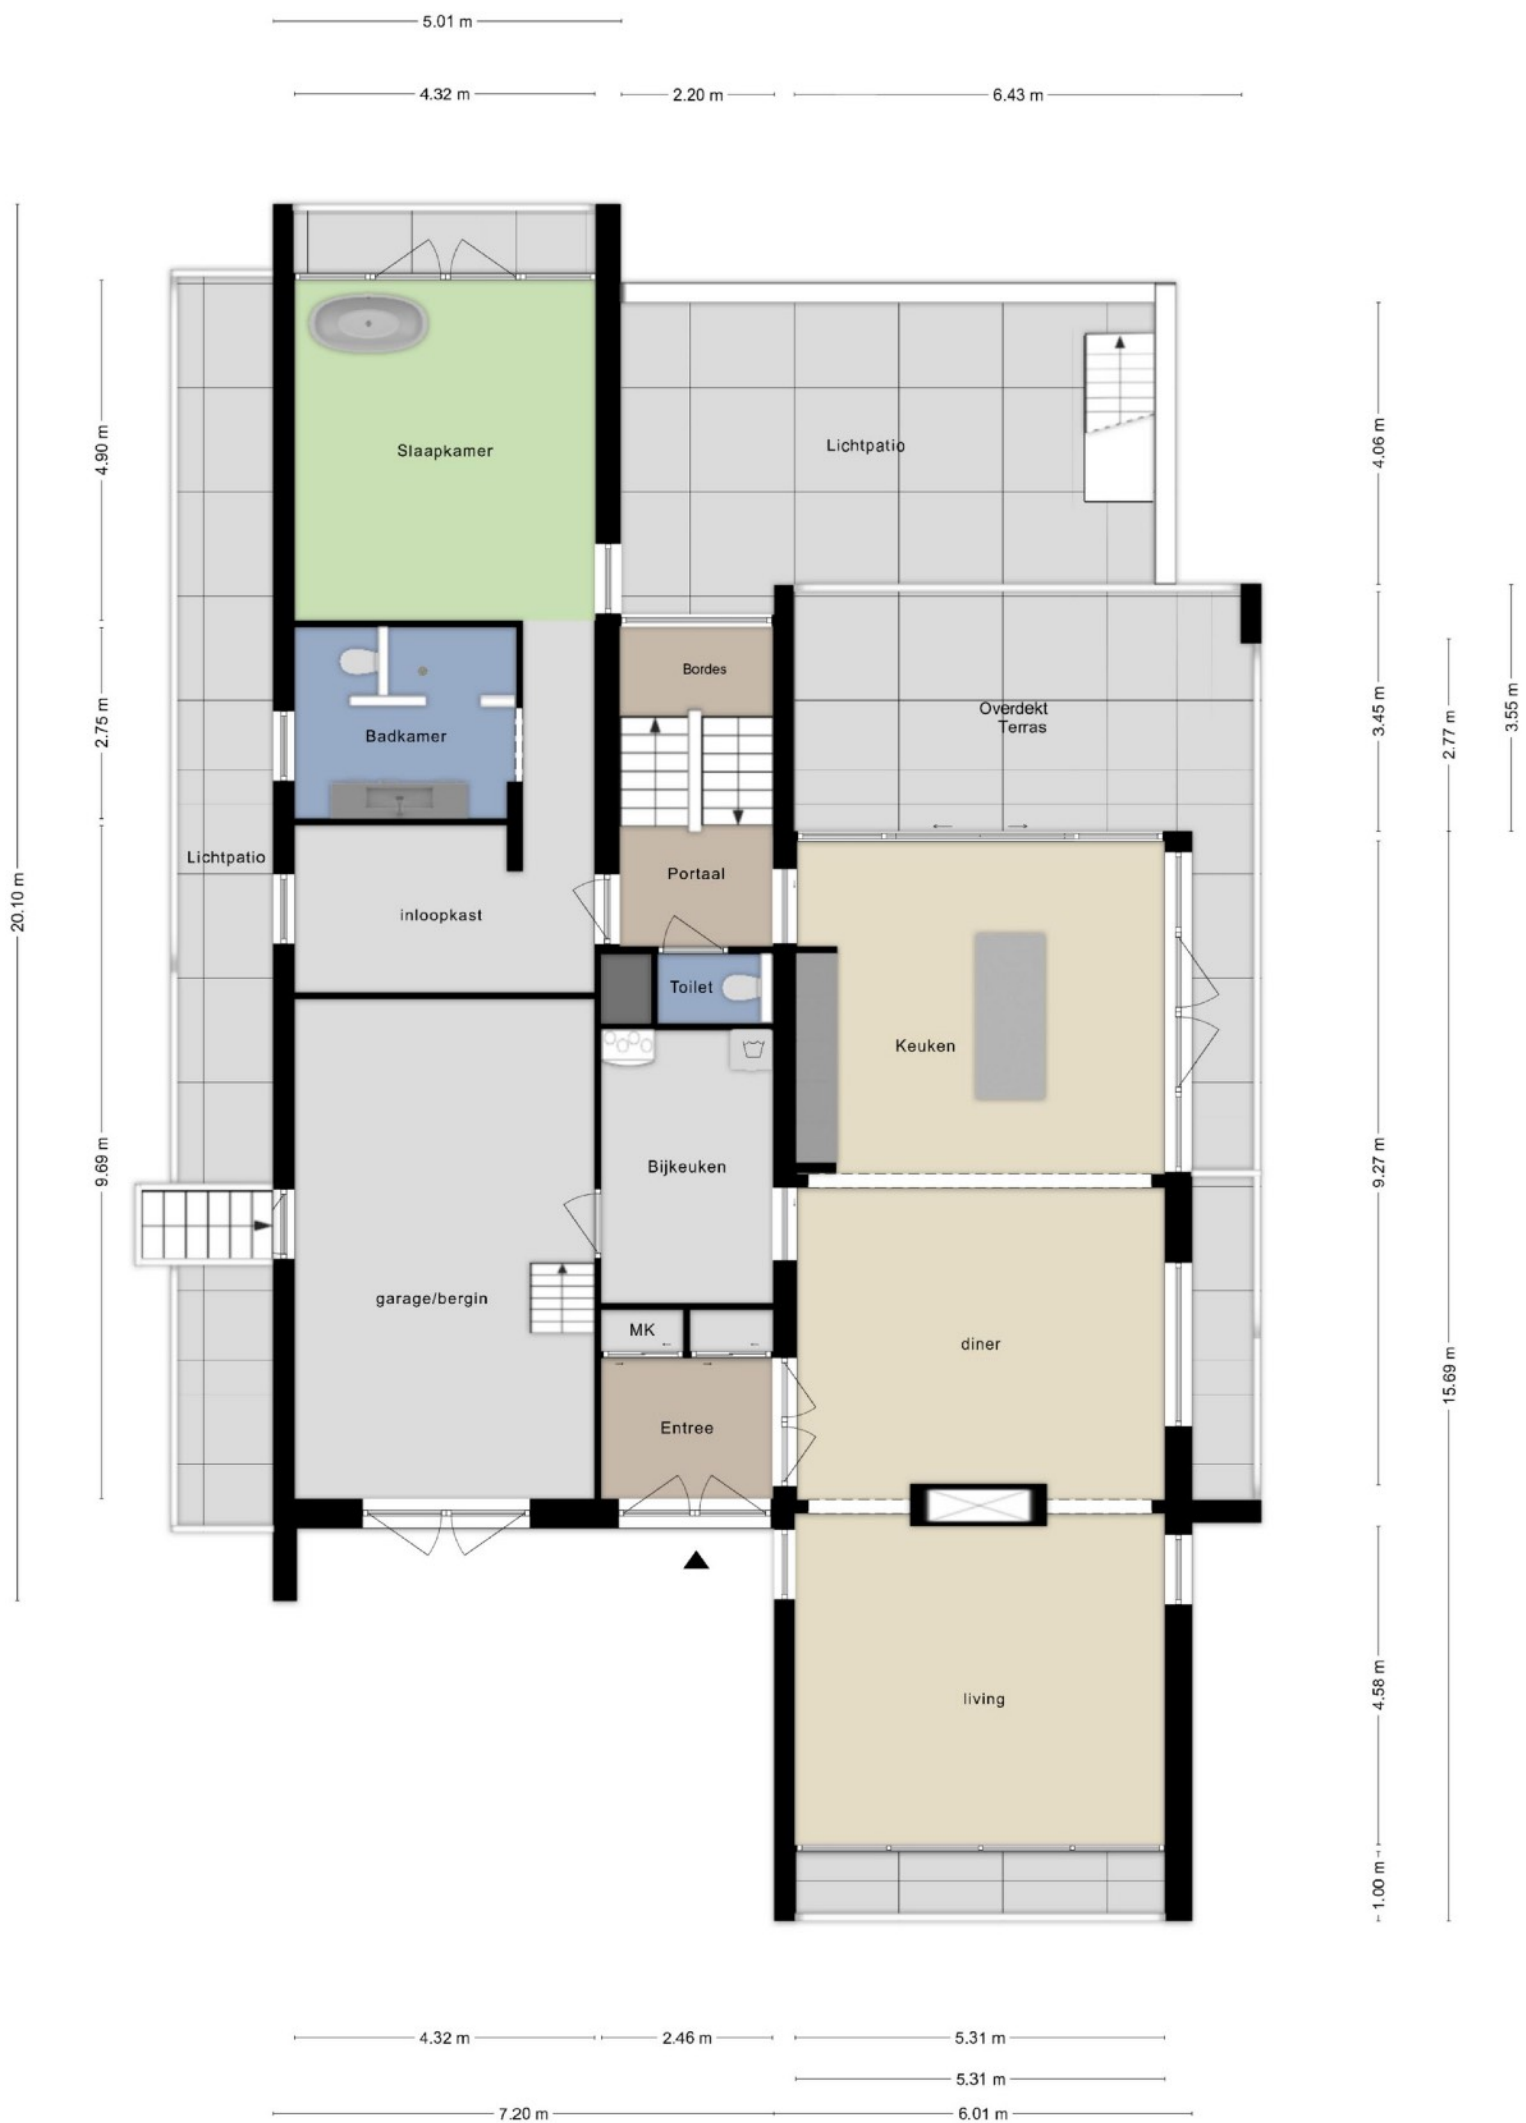 5.01 m
4.32 m
2.20 m
6.43 m
Slaapkamer
Lichtpatio
4.90 m
4.06 m
Bordes
Overdekt
Terras
Badkamer
2.75 m
3.45 m
2.77 m
3.55 m
Lichtpatio
Portaal
inloopkast
20.10 m
Toilet
Keuken
Bijkeuken
9.69 m
9.27 m
garage/bergin
MK
diner
15.69 m
Entree
living
4.58 m
1.00 m
4.32 m
2.46 m
5.31 m
5.31 m
7.20 m
6.01 m